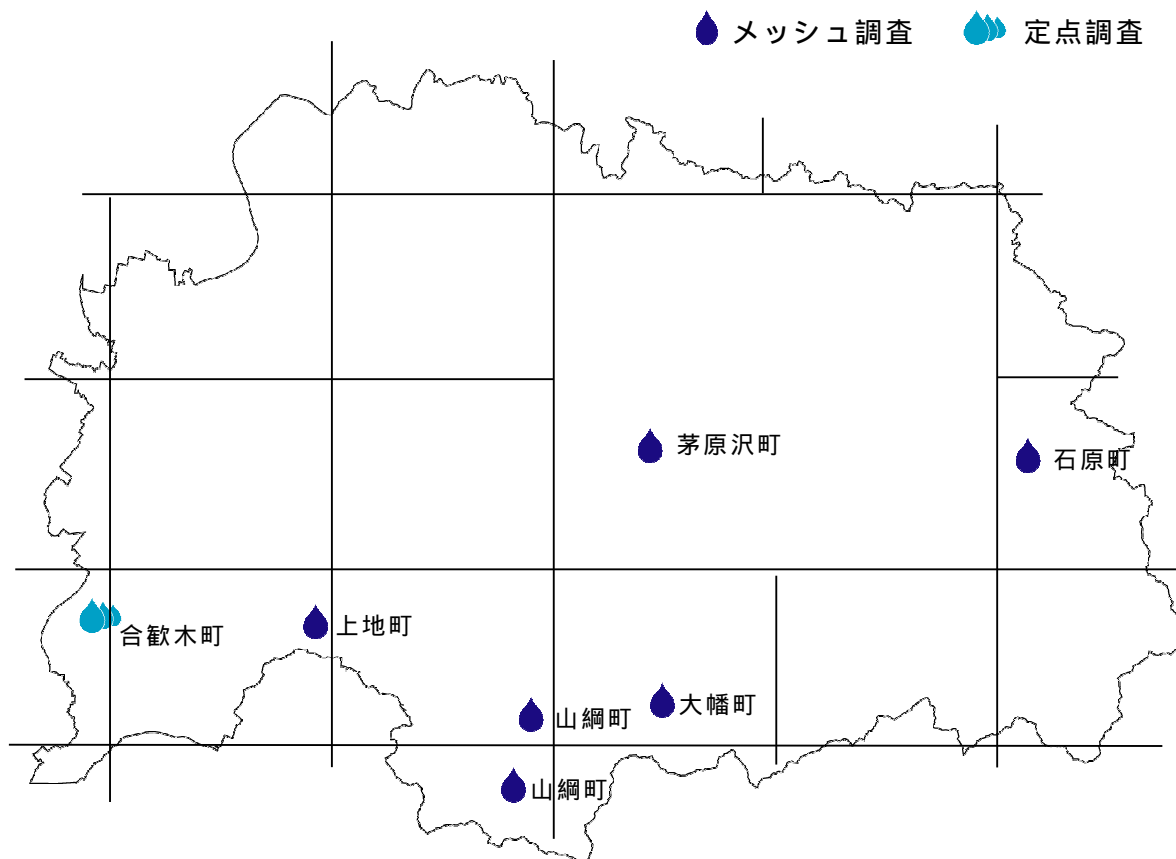 メッシュ調査
定点調査
茅原沢町
石原町
合歓木町
上地町
山綱町
大幡町
山綱町